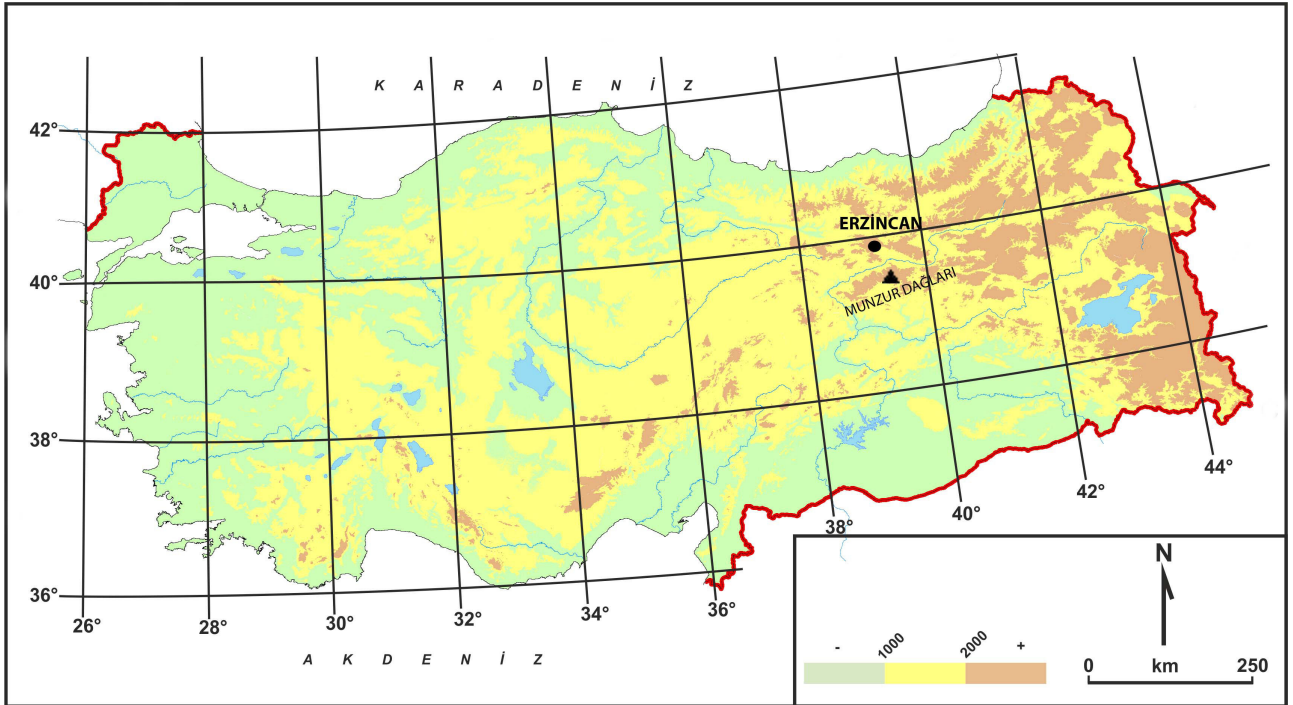 K A R A D E N İ Z
42°
ERZİNCAN
40°
MUNZUR DAĞLARI
38°
44°
42°
40°
38°
36°
36°
34°
32°
30°
28°
26°
A K D E N İ Z
N
- 1000 2000 +
0 km 250